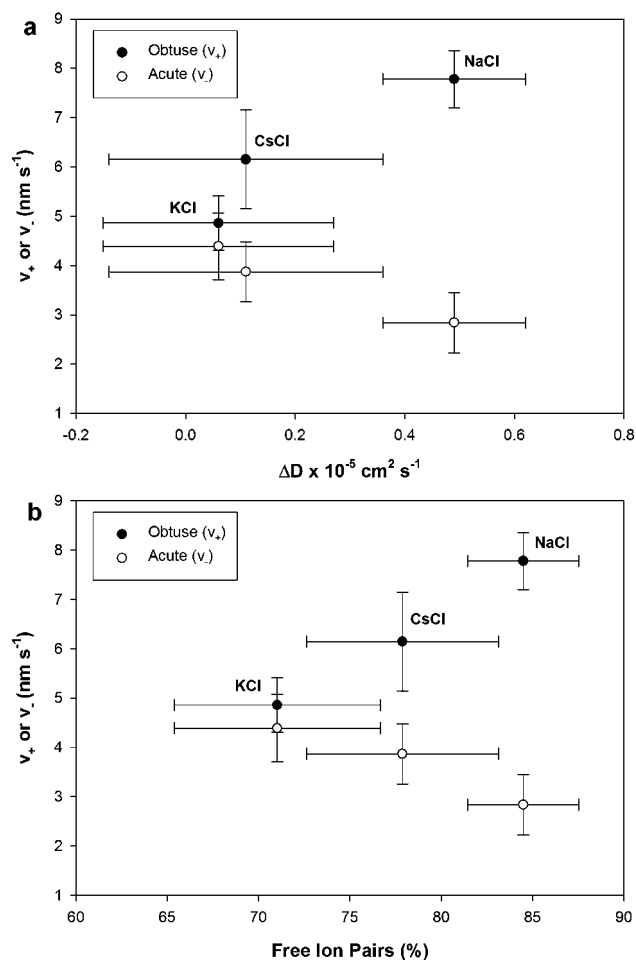 a
Obtuse (v₊)
Acute (v₋)
NaCl
CsCl
KCl
9
8
7
6
5
4
3
2
1
v₊ or v₋ (nm s⁻¹)
-0.2 0.0 0.2 0.4 0.6 0.8
ΔD x 10⁻⁵ cm² s⁻¹
b
Obtuse (v₊)
Acute (v₋)
NaCl
CsCl
KCl
9
8
7
6
5
4
3
2
1
v₊ or v₋ (nm s⁻¹)
60 65 70 75 80 85 90
Free Ion Pairs (%)